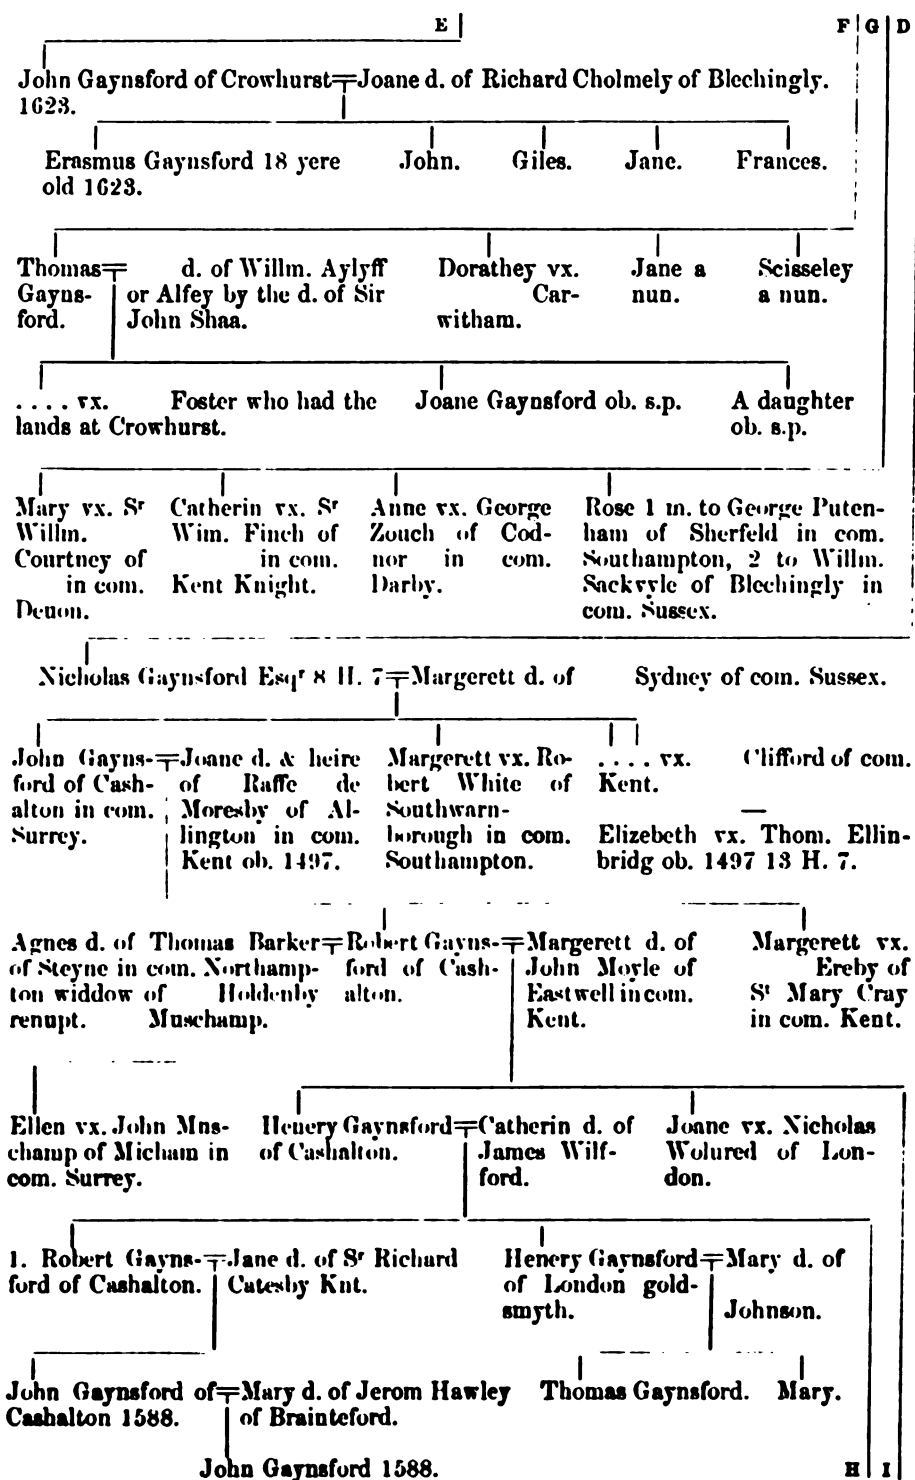 E F G D
John Gaynsford of Crowhurst=Joane d. of Richard Cholmely of Blechingly.
1623.
Erasmus Gaynsford 18 yere
old 1623.
John. Giles. Jane. Frances.
Thomas=
Gayns-
ford.
d. of Willm. Aylyff
or Alfey by the d. of Sir
John Shaa.
Dorathey vx.
Car-
witham.
Jane a
nun.
Scisseley
a nun.
.... vx. Foster who had the
lands at Crowhurst.
Joane Gaynsford ob. s.p.
A daughter
ob. s.p.
Mary vx. Sr
Willm.
Courtney of
in com.
Deuon.
Catherin vx. Sr
Wim. Finch of
in com.
Kent Knight.
Anne vx. George
Zouch of Cod-
nor in com.
Darby.
Rose 1 m. to George Puten-
ham of Sherfeld in com.
Southampton, 2 to Willm.
Sackvyle of Blechingly in
com. Sussex.
Nicholas Gaynsford Esqr 8 H. 7=Margerett d. of Sydney of com. Sussex.
John Gayns-
ford of Cash-
alton in com.
Surrey.
=Joane d. & heire
of Raffe de
Moresby of Al-
lington in com.
Kent ob. 1497.
Margerett vx. Ro-
bert White of
Southwarn-
borough in com.
Southampton.
.... vx. Clifford of com.
Kent.
—
Elizebeth vx. Thom. Ellin-
bridg ob. 1497 13 H. 7.
Agnes d. of Thomas Barker=
of Steyne in com. Northamp-
ton widdow of Holdenby
renupt. Muschamp.
Robert Gayns-=
ford of Cash-
alton.
Margerett d. of
John Moyle of
Eastwell in com.
Kent.
Margerett vx.
Ereby of
St Mary Cray
in com. Kent.
Ellen vx. John Mus-
champ of Micham in
com. Surrey.
Henery Gaynsford=
of Cashalton.
Catherin d. of
James Wilf-
ford.
Joane vx. Nicholas
Wolured of Lon-
don.
1. Robert Gayns-=
ford of Cashalton.
Jane d. of Sr Richard
Catesby Knt.
Henery Gaynsford=
of London gold-
smyth.
Mary d. of
Johnson.
John Gaynsford of=
Cashalton 1588.
Mary d. of Jerom Hawley
of Brainteford.
Thomas Gaynsford. Mary.
John Gaynsford 1588.
H I